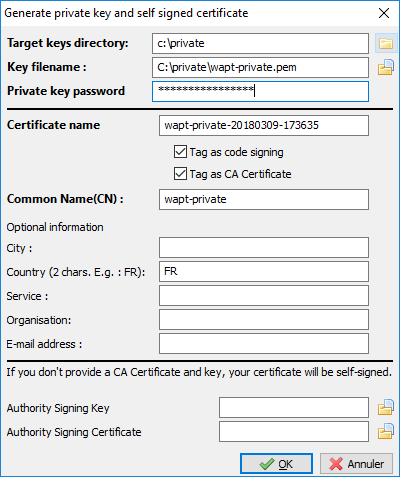 Generate private key and self signed certificate
Target keys directory: c:\private
Key filename : C:\private\wapt-private.pem
Private key password *****************
Certificate name wapt-private-20180309-173635
Tag as code signing
Tag as CA Certificate
Common Name(CN) : wapt-private
Optional information
City :
Country (2 chars. E.g. : FR): FR
Service :
Organisation:
E-mail address :
If you don't provide a CA Certificate and key, your certificate will be self-signed.
Authority Signing Key
Authority Signing Certificate
OK Annuler